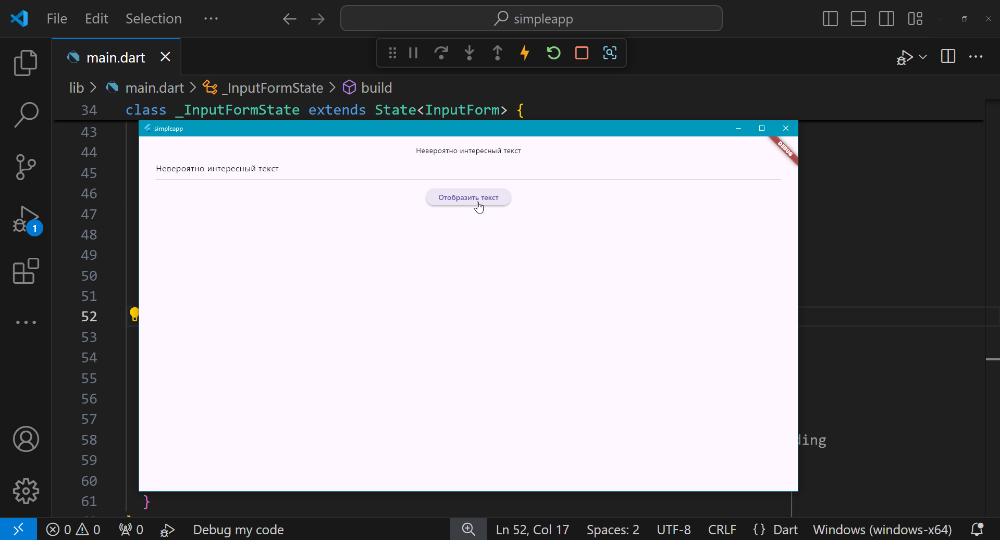 File Edit Selection ··· simpleapp
main.dart
lib > main.dart > _InputFormState > build
34 class _InputFormState extends State<InputForm> {
43
simpleapp
DEBUG
44
Невероятно интересный текст
45
Невероятно интересный текст
46
Отобразить текст
47
48
49
50
51
52
53
54
55
56
57
58 ding
59
60
61 }
1
0 0 0 Debug my code Ln 52, Col 17 Spaces: 2 UTF-8 CRLF {} Dart Windows (windows-x64)